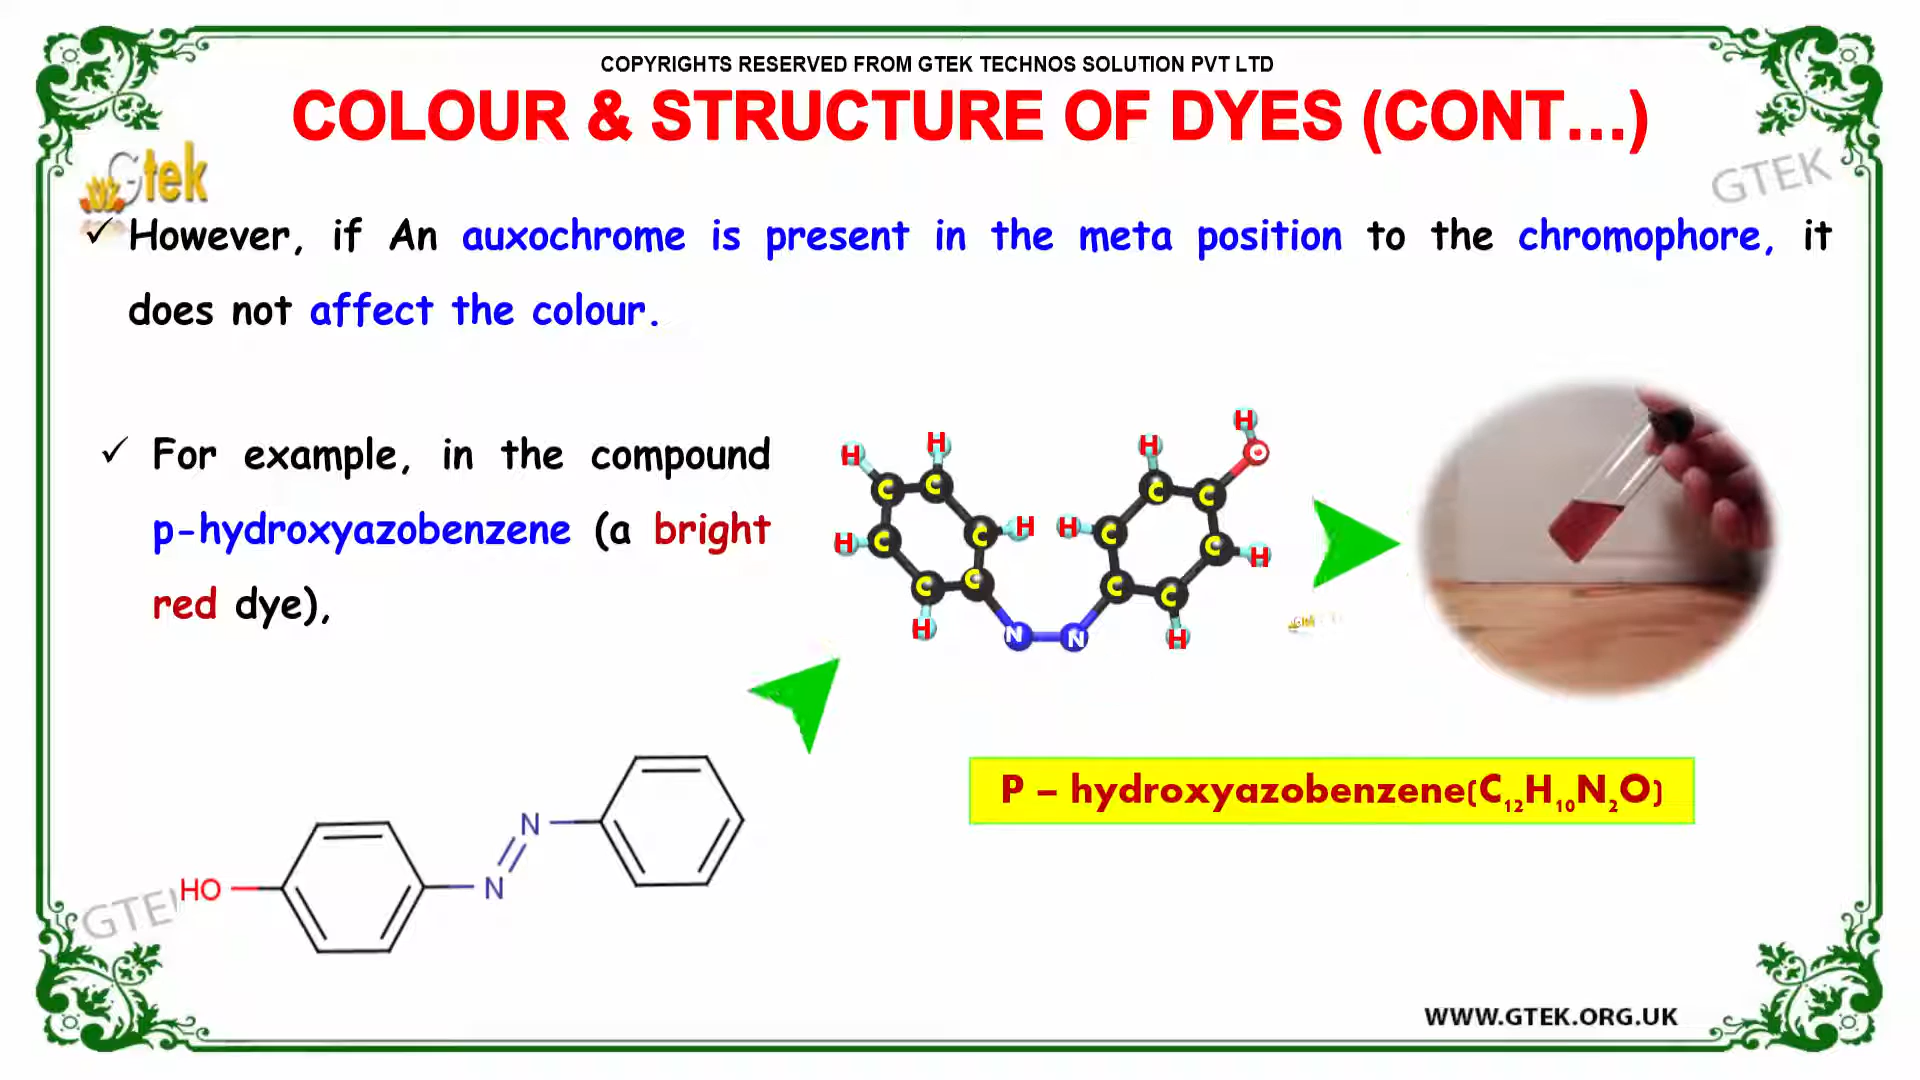 COPYRIGHTS RESERVED FROM GTEK TECHNOS SOLUTION PVT LTD
COLOUR & STRUCTURE OF DYES (CONT...)
Gtek
GTEK
✓ However, if An auxochrome is present in the meta position to the chromophore, it
does not affect the colour.
✓ For example, in the compound
p-hydroxyazobenzene (a bright
red dye),
H H H H H H H H H H
C C C C C C C C C C C C
O
N N
P – hydroxyazobenzene(C₁₂H₁₀N₂O)
HO N N
GTEK
WWW.GTEK.ORG.UK